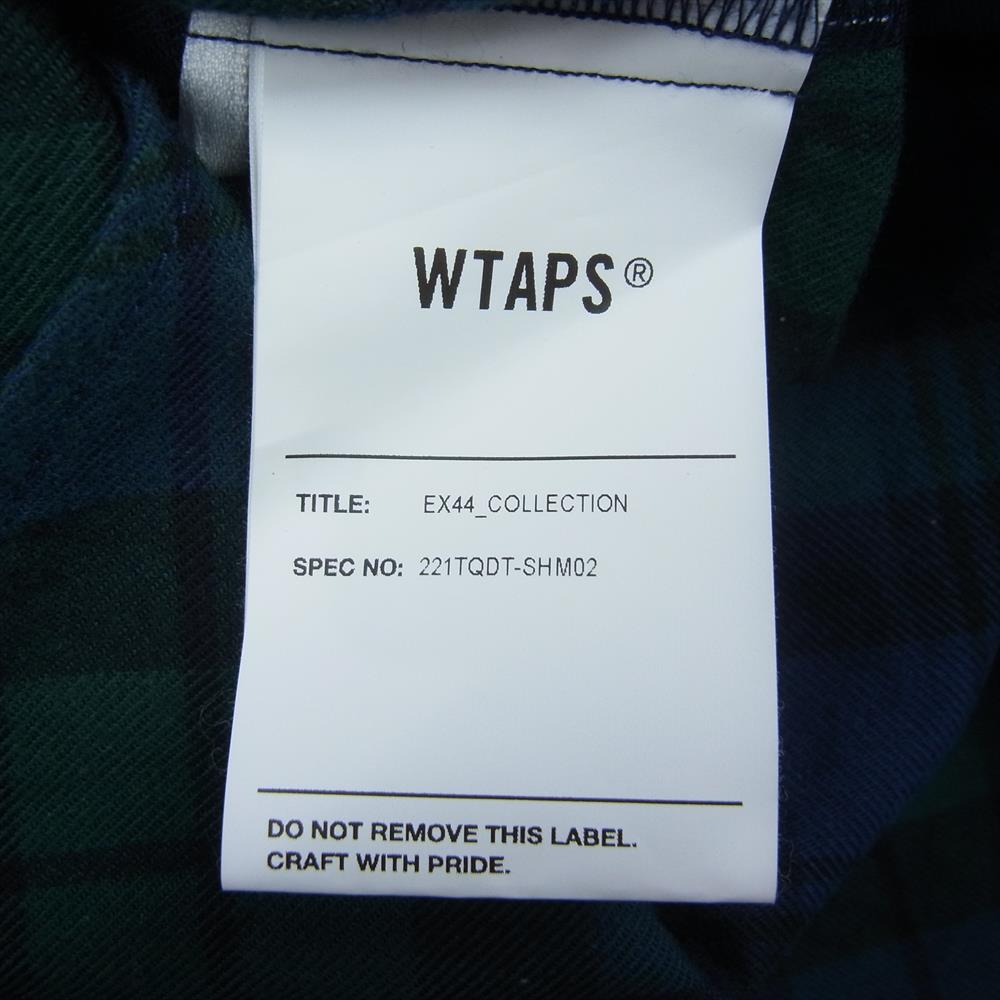 WTAPS®
TITLE: EX44_COLLECTION
SPEC NO: 221TQDT-SHM02
DO NOT REMOVE THIS LABEL.
CRAFT WITH PRIDE.